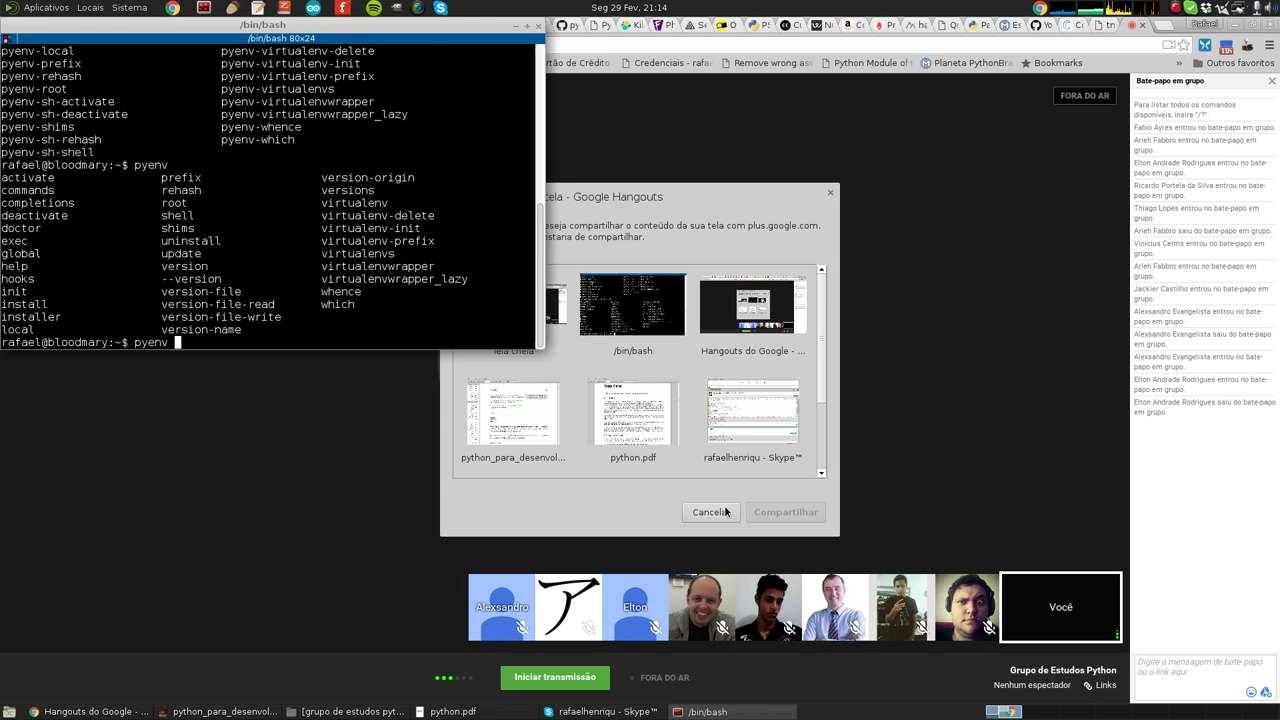 Aplicativos Locais Sistema
Seg 29 Fev, 21:14
/bin/bash
/bin/bash 80x24
pyenv-local pyenv-virtualenv-delete
pyenv-prefix pyenv-virtualenv-init
pyenv-rehash pyenv-virtualenv-prefix
pyenv-root pyenv-virtualenvs
pyenv-sh-activate pyenv-virtualenvwrapper
pyenv-sh-deactivate pyenv-virtualenvwrapper_lazy
pyenv-shims pyenv-whence
pyenv-sh-rehash pyenv-which
pyenv-sh-shell
rafael@bloodmary:~$ pyenv
activate prefix version-origin
commands rehash versions
completions root virtualenv
deactivate shell virtualenv-delete
doctor shims virtualenv-init
exec uninstall virtualenv-prefix
global update virtualenvs
help version virtualenvwrapper
hooks --version virtualenvwrapper_lazy
init version-file whence
install version-file-read which
installer version-file-write
local version-name
rafael@bloodmary:~$ pyenv
Rafael
rtão de Crédito Credenciais - rafae Remove wrong as Python Module of t Planeta PythonBra Bookmarks » Outros favoritos
FORA DO AR
tela - Google Hangouts
eseja compartilhar o conteúdo da sua tela com plus.google.com.
ostaria de compartilhar.
Tela cheia /bin/bash Hangouts do Google - ...
python_para_desenvol... python.pdf rafaelhenriqu - Skype™
Cancela Compartilhar
Alexsandro Elton Você
Iniciar transmissão FORA DO AR
Grupo de Estudos Python
Nenhum espectador Links
Bate-papo em grupo
Para listar todos os comandos
disponíveis, insira "/?".
Fabio Ayres entrou no bate-papo em grupo.
Arieh Fabbro entrou no bate-papo em
grupo.
Elton Andrade Rodrigues entrou no bate-
papo em grupo.
Ricardo Portela da Silva entrou no bate-
papo em grupo.
Thiago Lopes entrou no bate-papo em
grupo.
Arieh Fabbro saiu do bate-papo em grupo.
Vinicius Celms entrou no bate-papo em
grupo.
Arieh Fabbro entrou no bate-papo em
grupo.
Jackier Castilho entrou no bate-papo em
grupo.
Alexsandro Evangelista entrou no bate-
papo em grupo.
Alexsandro Evangelista saiu do bate-papo
em grupo.
Alexsandro Evangelista entrou no bate-
papo em grupo.
Elton Andrade Rodrigues entrou no bate-
papo em grupo.
Elton Andrade Rodrigues saiu do bate-papo
em grupo.
Digite a mensagem de bate-papo
ou o link aqui
Hangouts do Google - ... python_para_desenvol... [grupo de estudos pyt... python.pdf rafaelhenriqu - Skype™ /bin/bash